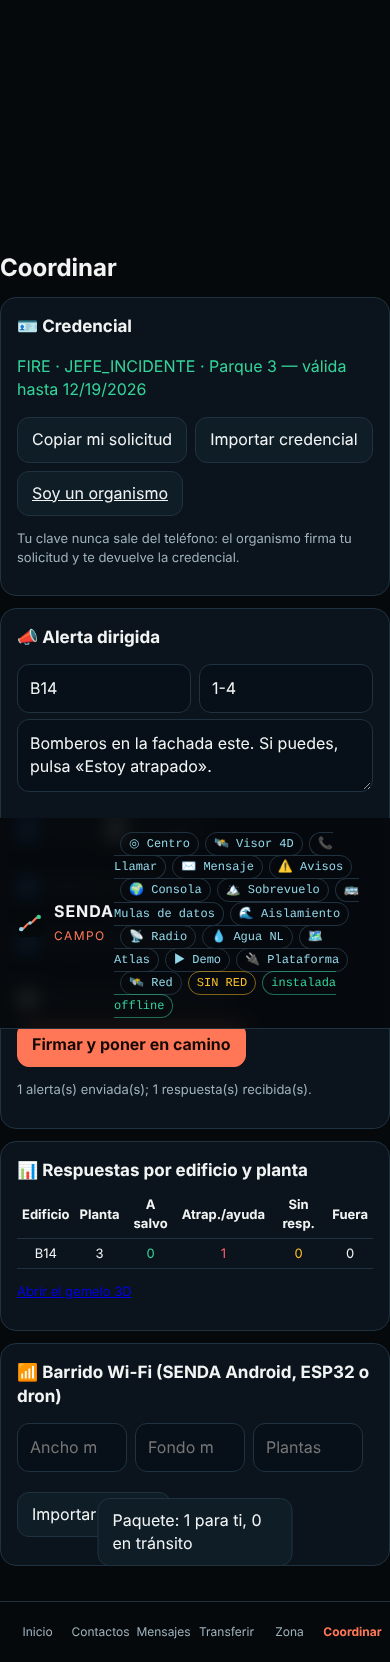 Coordinar
🪪 Credencial
FIRE · JEFE_INCIDENTE · Parque 3 — válida
hasta 12/19/2026
Copiar mi solicitud
Importar credencial
Soy un organismo
Tu clave nunca sale del teléfono: el organismo firma tu
solicitud y te devuelve la credencial.
📣 Alerta dirigida
B14
1-4
Bomberos en la fachada este. Si puedes,
pulsa «Estoy atrapado».
SENDA
CAMPO
◎ Centro 🛰️ Visor 4D 📞
Llamar ✉️ Mensaje ⚠️ Avisos
🌍 Consola 🏔️ Sobrevuelo 🚌
Mulas de datos 🌊 Aislamiento
📡 Radio 💧 Agua NL 🗺️
Atlas ▶ Demo 🔌 Plataforma
🛰️ Red SIN RED instalada
offline
Firmar y poner en camino
1 alerta(s) enviada(s); 1 respuesta(s) recibida(s).
📊 Respuestas por edificio y planta
Edificio Planta A salvo Atrap./ayuda Sin resp. Fuera
B14 3 0 1 0 0
Abrir el gemelo 3D
📶 Barrido Wi-Fi (SENDA Android, ESP32 o
dron)
Ancho m
Fondo m
Plantas
Importar
Paquete: 1 para ti, 0
en tránsito
Inicio Contactos Mensajes Transferir Zona Coordinar